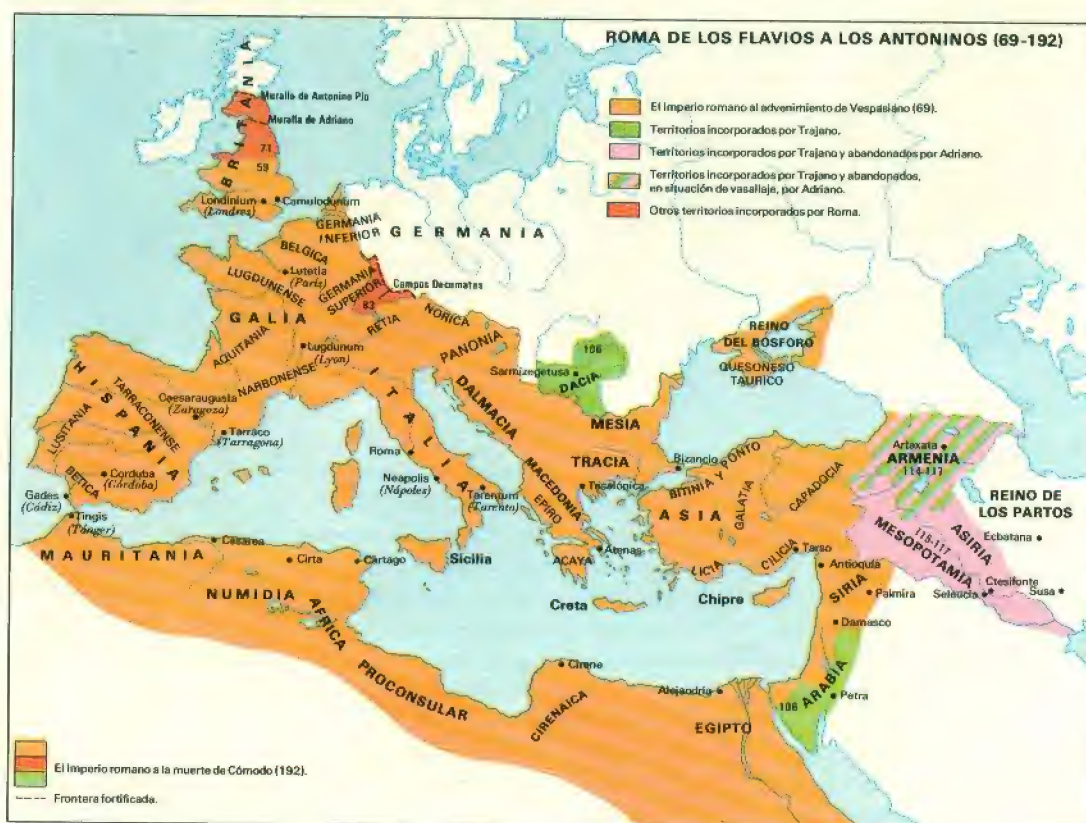 ROMA DE LOS FLAVIOS A LOS ANTONINOS (69-192)
El Imperio romano al advenimiento de Vespasiano (69).
Territorios incorporados por Trajano.
Territorios incorporados por Trajano y abandonados por Adriano.
Territorios incorporados por Trajano y abandonados,
en situación de vasallaje, por Adriano.
Otros territorios incorporados por Roma.
BRITANIA
Muralla de Antonino Pío
Muralla de Adriano
71
59
Londinium
(Londres)
Camulodunum
GERMANIA
INFERIOR
GERMANIA
BELGICA
Lutetia
(París)
LUGDUNENSE
GERMANIA
SUPERIOR
Campos Decumates
83
GALIA
RETIA
NORICA
AQUITANIA
Lugdunum
(Lyon)
NARBONENSE
PANONIA
106
Sarmizegetusa
DACIA
REINO
DEL BÓSFORO
QUESONESO
TAURICO
HISPANIA
TARRACONENSE
LUSITANIA
BETICA
Caesaraugusta
(Zaragoza)
Tarraco
(Tarragona)
Corduba
(Córdoba)
Gades
(Cádiz)
Tingis
(Tánger)
ITALIA
Roma
Neapolis
(Nápoles)
Tarentum
(Tarento)
DALMACIA
MESIA
TRACIA
MACEDONIA
EPIRO
Tesalógica
Bizancio
BITINIA Y PONTO
ASIA
GALATIA
CAPADOCIA
Artaxata
ARMENIA
114-117
REINO DE
LOS PARTOS
ASIRIA
115-117
MESOPOTAMIA
Ecbatana
Ctesifonte
Seleucia
Susa
MAURITANIA
Cesarea
Cirta
Cártago
Sicilia
ACAYA
Atenas
LICIA
CILICIA
Tarso
Antioquía
SIRIA
Palmira
NUMIDIA
Creta
Chipre
Damasco
AFRICA PROCONSULAR
Cirene
CIRENAICA
Alejandría
EGIPTO
106
ARABIA
Petra
El Imperio romano a la muerte de Cómodo (192).
Frontera fortificada.